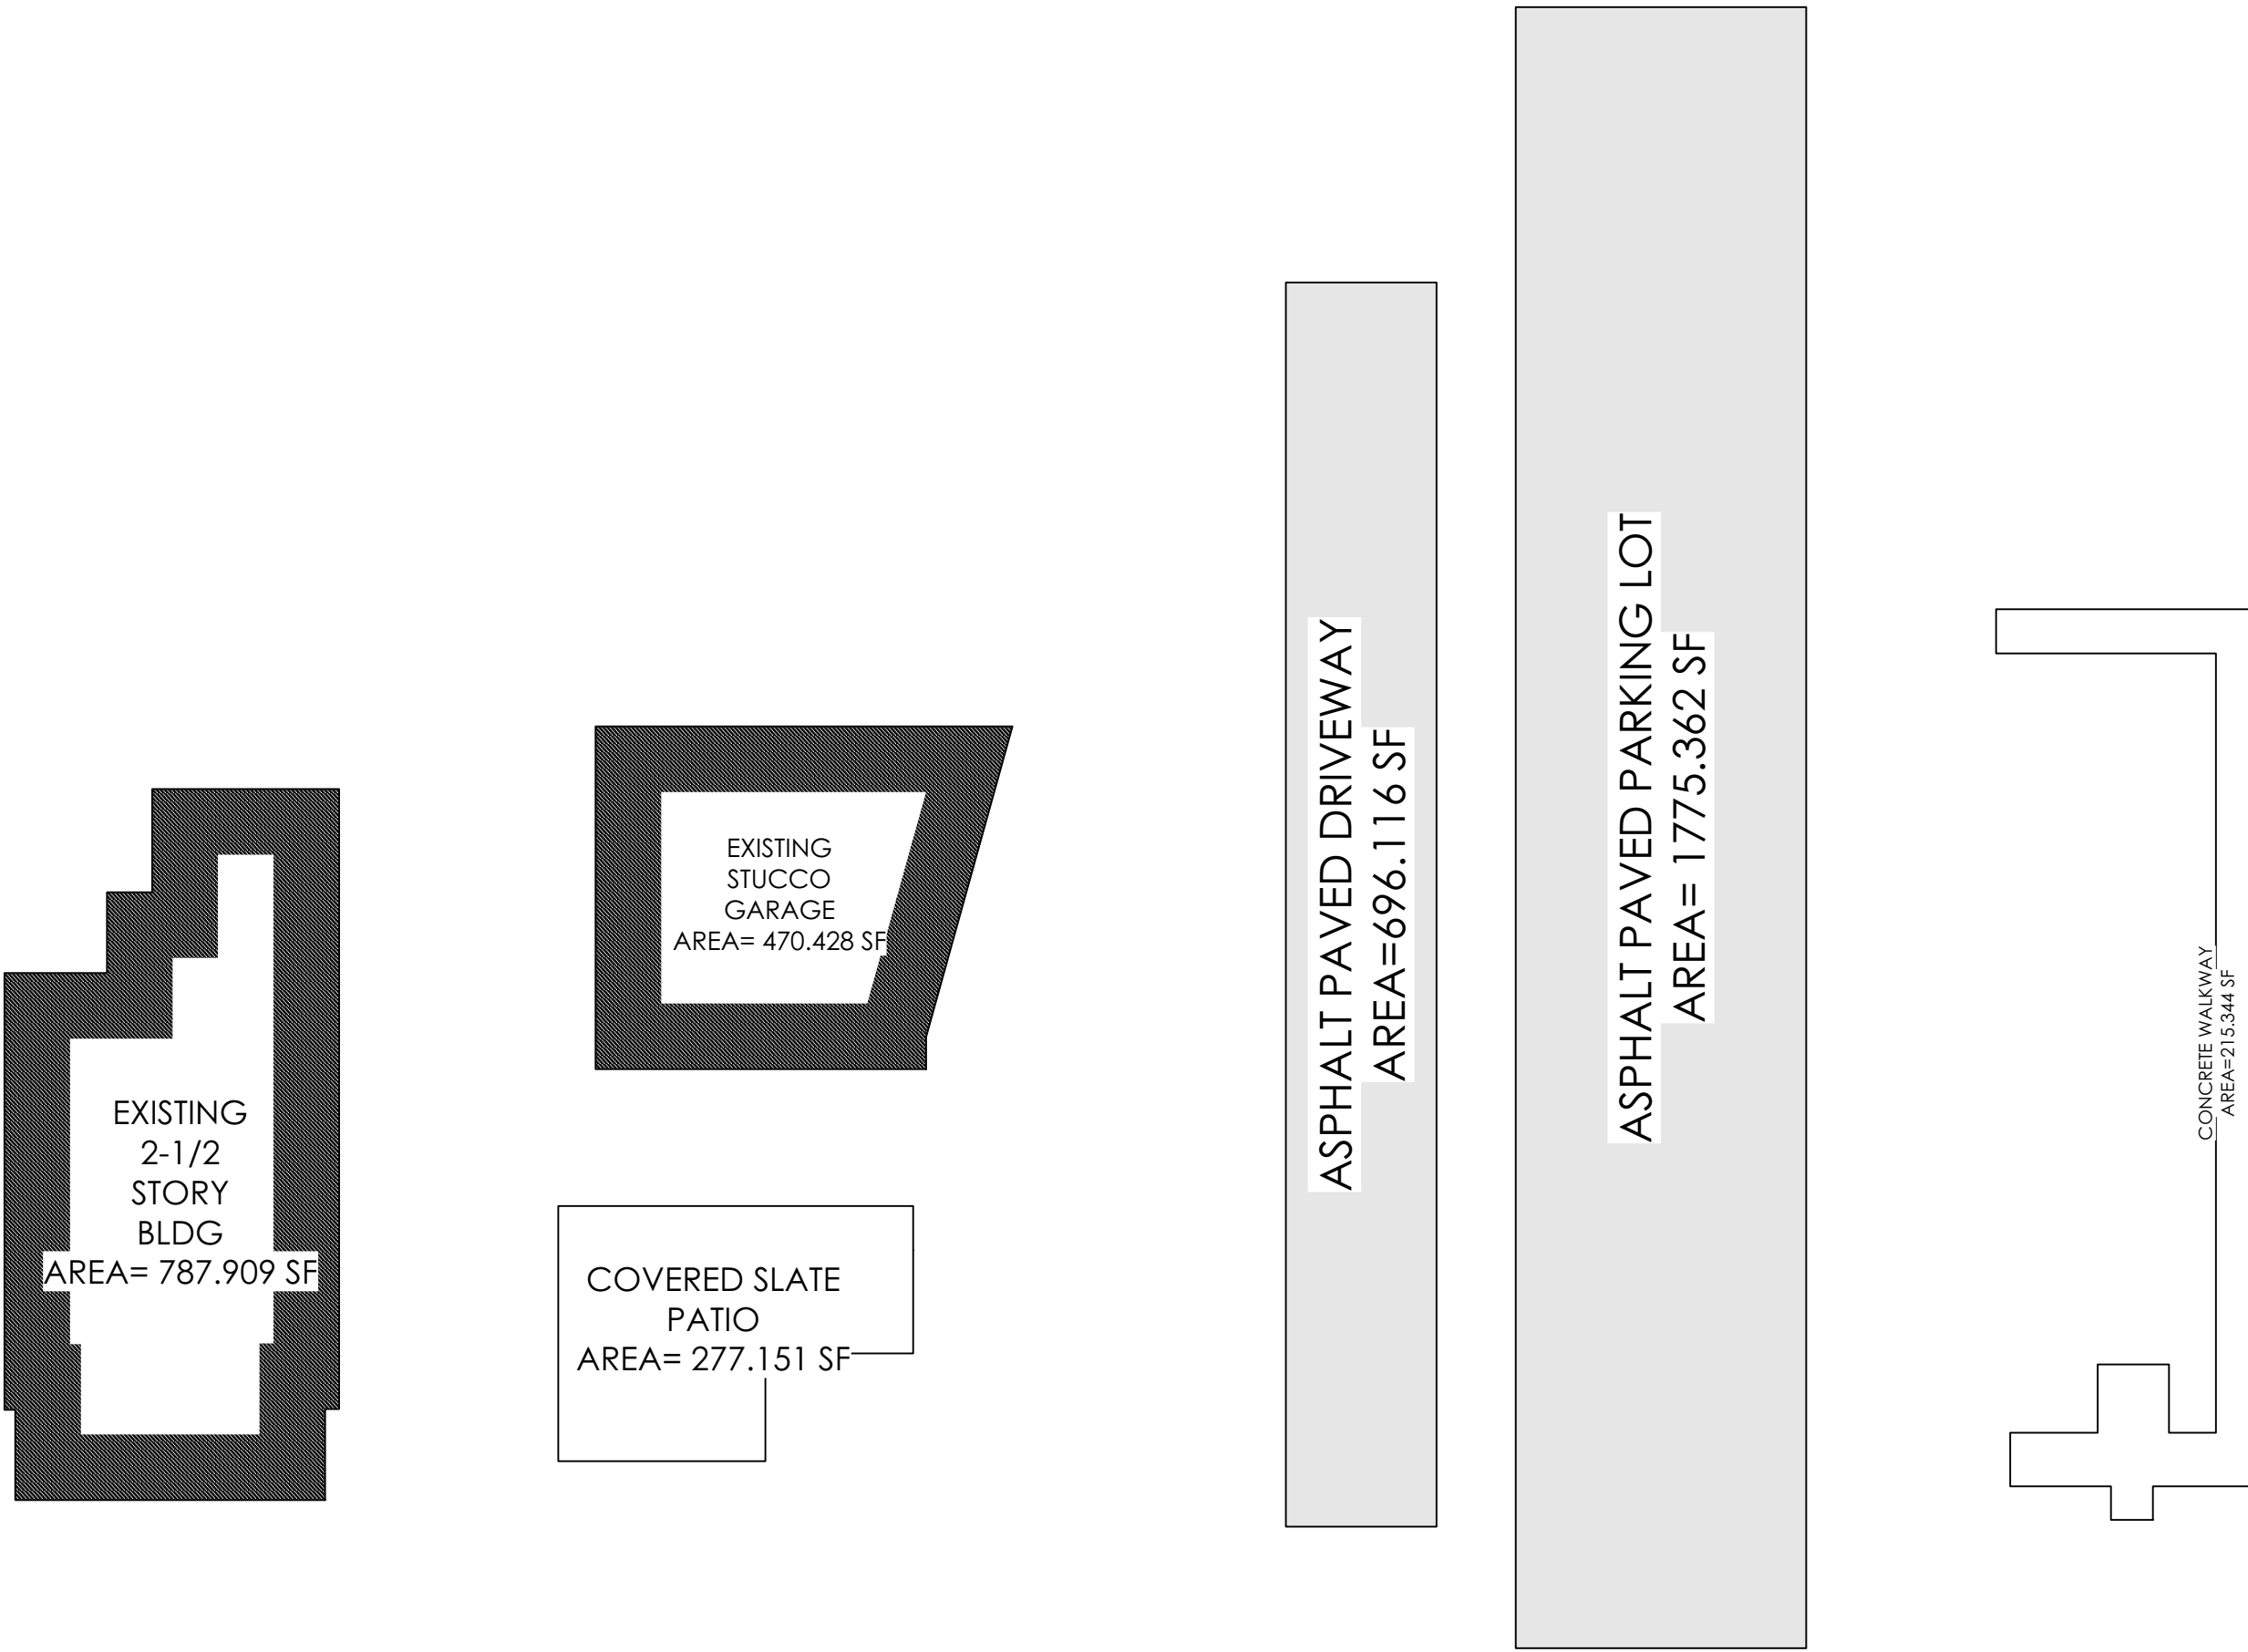 EXISTING
2-1/2
STORY
BLDG
AREA= 787.909 SF
EXISTING
STUCCO
GARAGE
AREA= 470.428 SF
COVERED SLATE
PATIO
AREA= 277.151 SF
ASPHALT PAVED DRIVEWAY
AREA=696.116 SF
ASPHALT PAVED PARKING LOT
AREA= 1775.362 SF
CONCRETE WALKWAY
AREA=215.344 SF